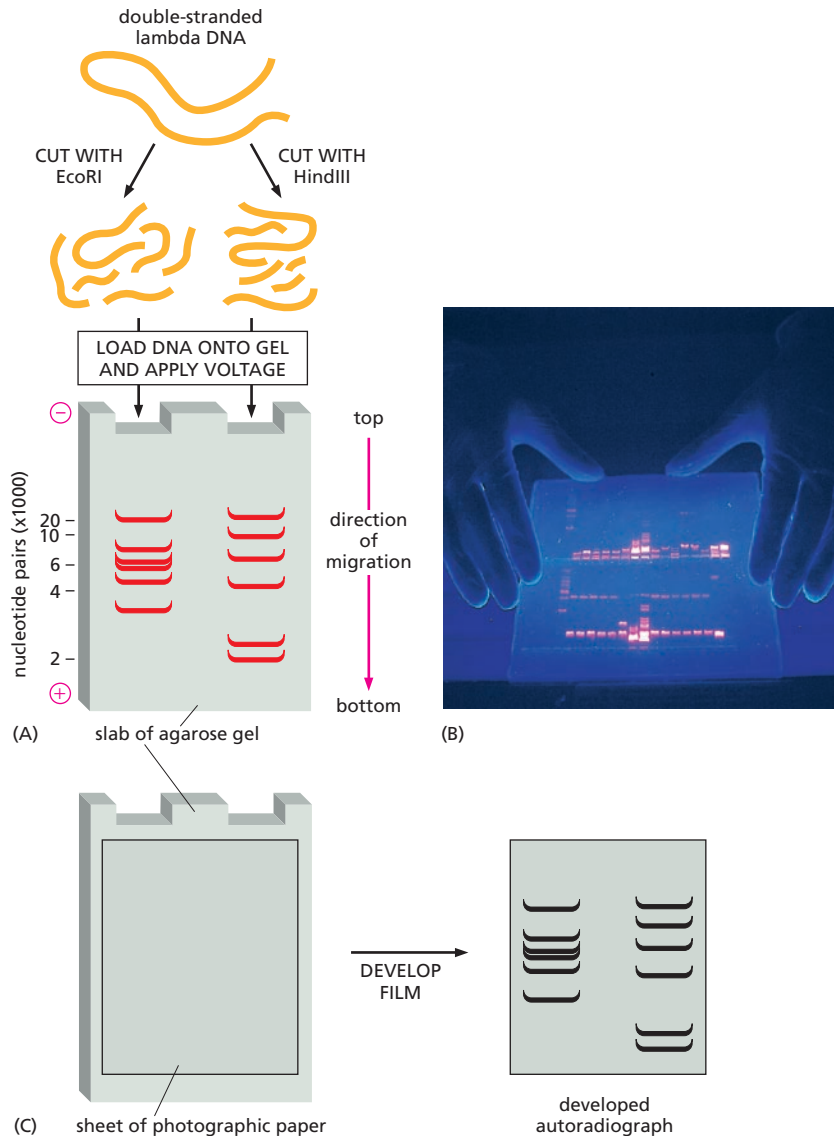 double-stranded
lambda DNA
CUT WITH
EcoRI
CUT WITH
HindIII
LOAD DNA ONTO GEL
AND APPLY VOLTAGE
−
top
nucleotide pairs (x1000)
20
10
6
4
2
direction
of
migration
+
bottom
(A)
slab of agarose gel
(B)
DEVELOP
FILM
(C)
sheet of photographic paper
developed
autoradiograph